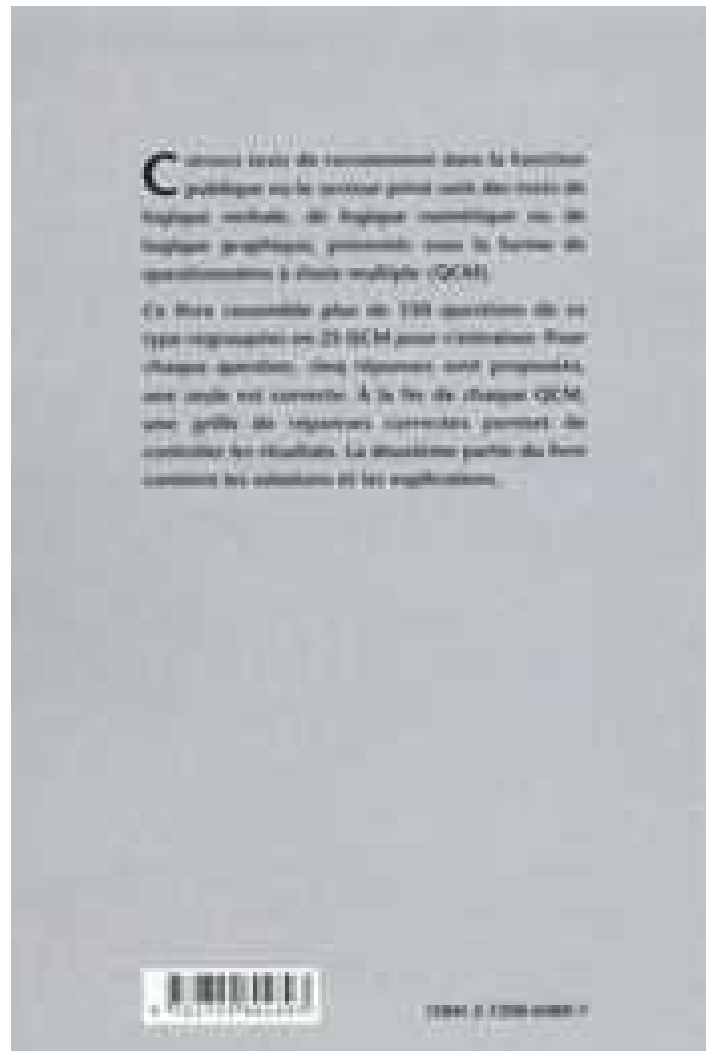 Certains tests de recrutement dans la fonction
publique ou le secteur privé sont des tests de
logique verbale, de logique numérique ou de
logique graphique, présentés sous la forme de
questionnaires à choix multiple (QCM).
Ce livre rassemble plus de questions de ce
type regroupées en 25 QCM pour s'entraîner. Pour
chaque question, cinq réponses sont proposées,
une seule est correcte. À la fin de chaque QCM,
une grille de réponses correctes permet de
contrôler les résultats. La deuxième partie du livre
contient les solutions et les explications.